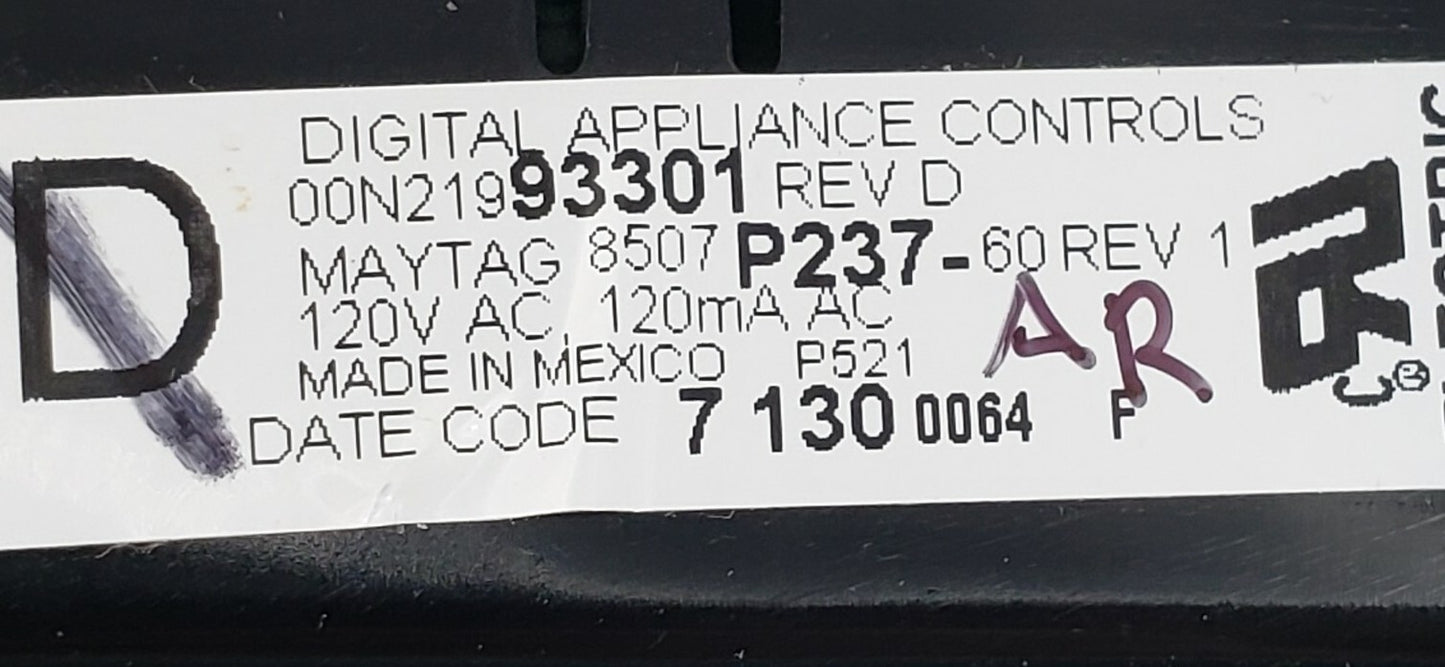 D
DIGITAL APPLIANCE CONTROLS
00N21993301 REV D
MAYTAG 8507 P237-60 REV 1
120V AC, 120mA AC
MADE IN MEXICO P521
AR
DATE CODE 7 130 0064 F